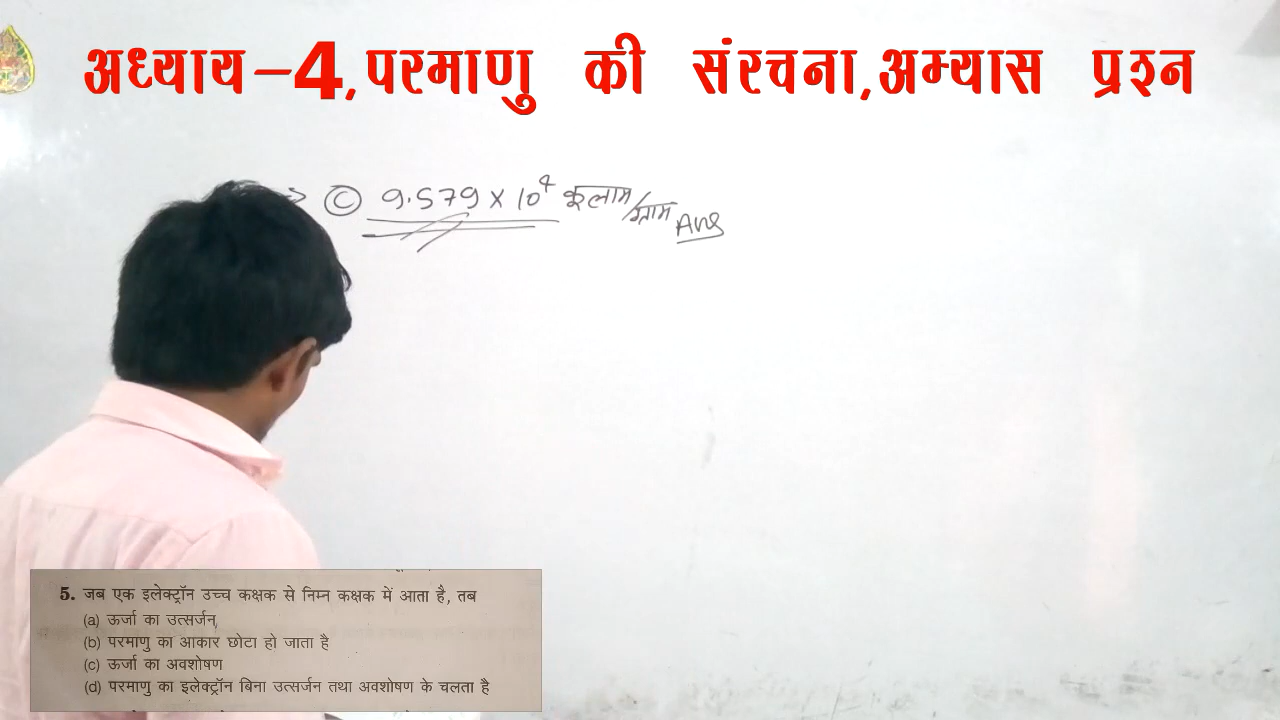 अध्याय-4,परमाणु की संरचना,अभ्यास प्रश्न
→ (C) 9.579 × 10⁴ कूलाम/ग्राम Ans
5. जब एक इलेक्ट्रॉन उच्च कक्षक से निम्न कक्षक में आता है, तब
(a) ऊर्जा का उत्सर्जन,
(b) परमाणु का आकार छोटा हो जाता है
(c) ऊर्जा का अवशोषण
(d) परमाणु का इलेक्ट्रॉन बिना उत्सर्जन तथा अवशोषण के चलता है